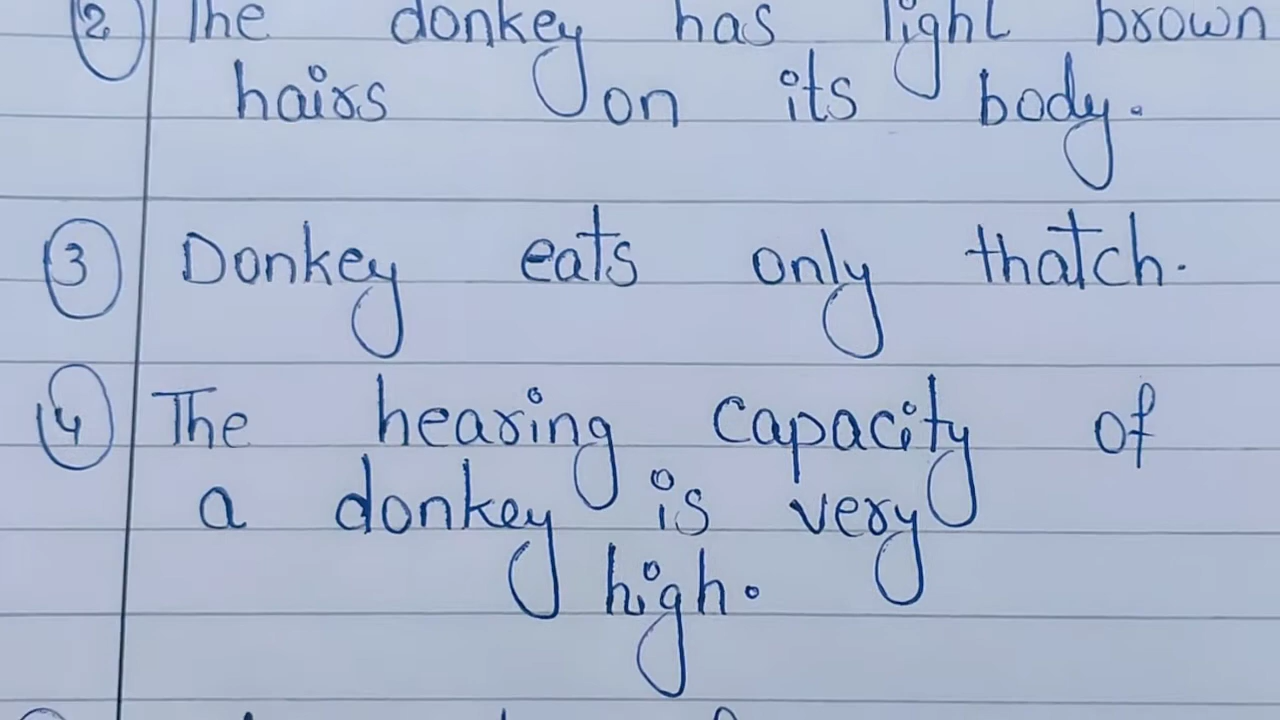 2 The donkey has light brown
hairs on its body.
3 Donkey eats only thatch.
4 The hearing capacity of
a donkey is very
high.